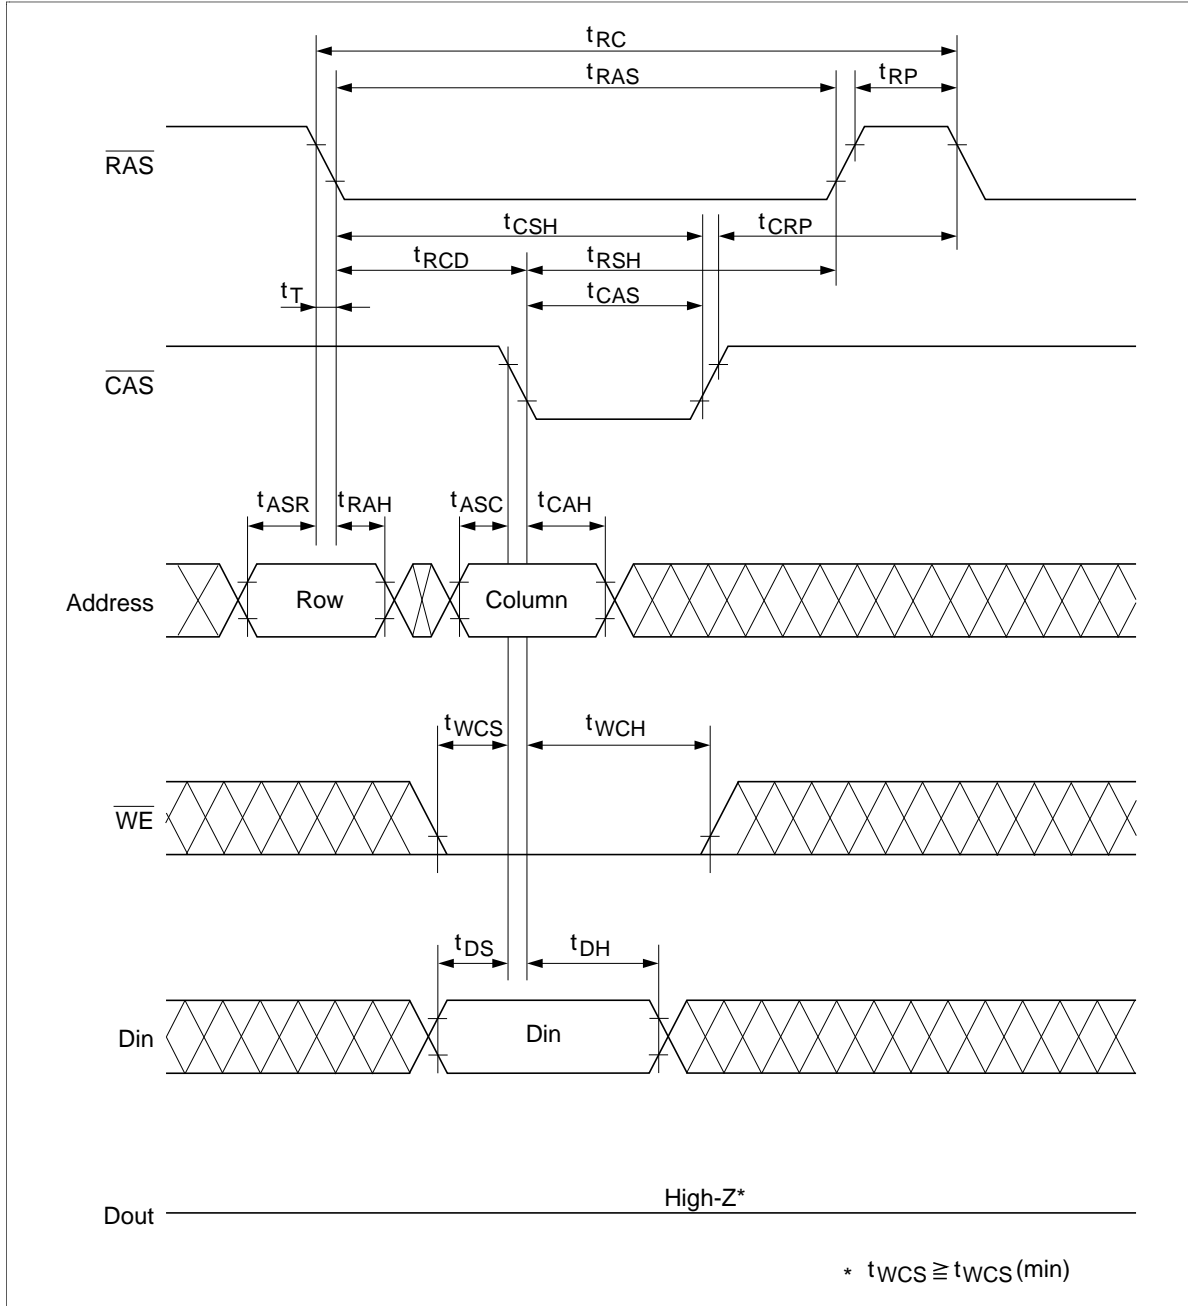 tRC
tRAS
tRP
RAS
tCSH
tCRP
tRCD
tRSH
tT
tCAS
CAS
tASR
tRAH
tASC
tCAH
Address
Row
Column
tWCS
tWCH
WE
tDS
tDH
Din
Din
High-Z*
Dout
* tWCS ≧ tWCS (min)